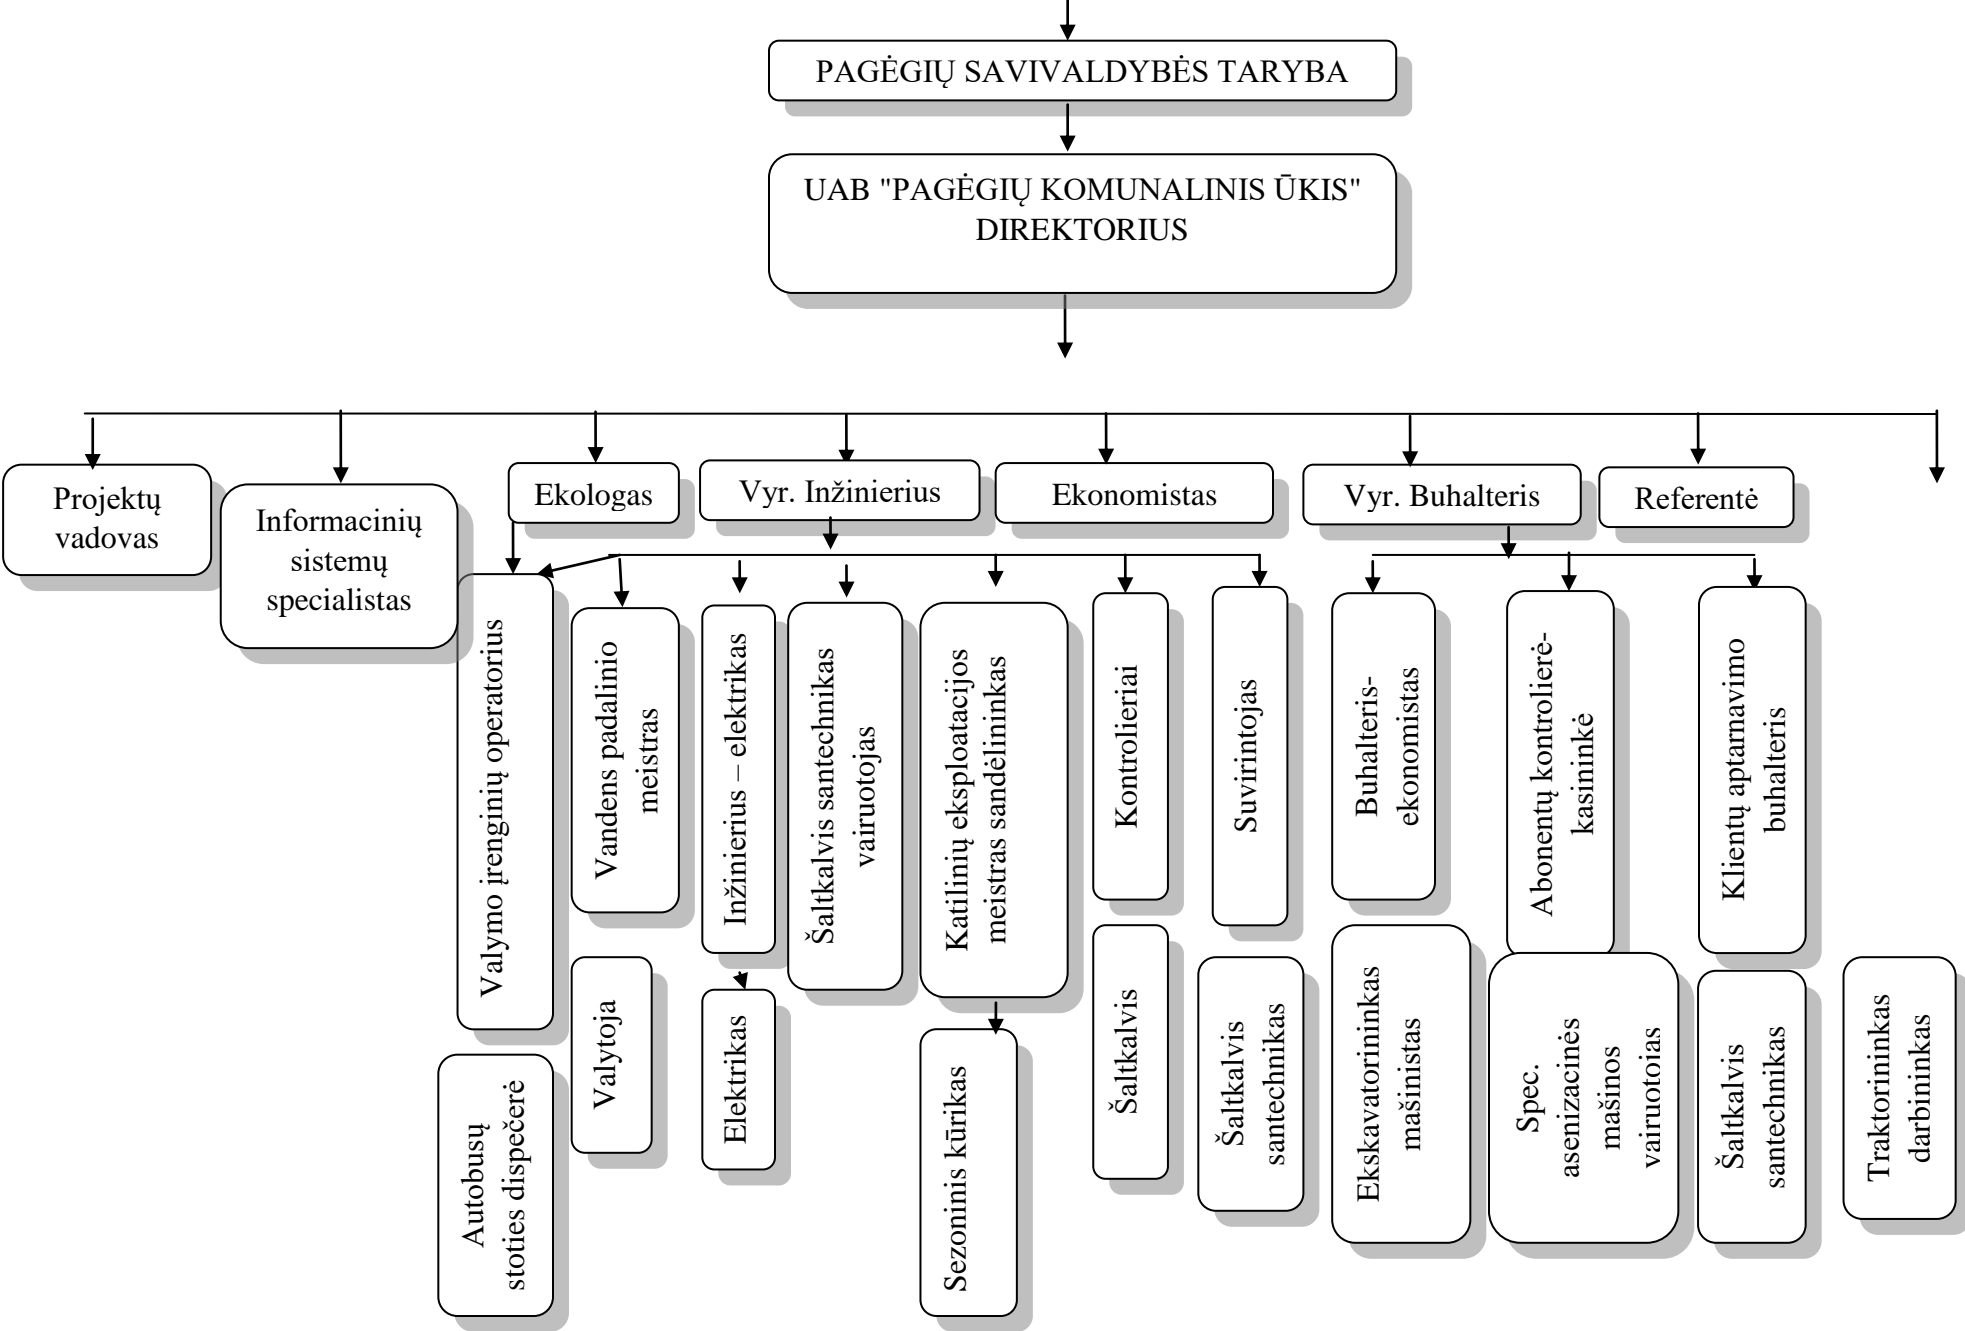 PAGĖGIŲ SAVIVALDYBĖS TARYBA
UAB "PAGĖGIŲ KOMUNALINIS ŪKIS"
DIREKTORIUS
Projektų
vadovas
Informacinių
sistemų
specialistas
Ekologas
Vyr. Inžinierius
Ekonomistas
Vyr. Buhalteris
Referentė
Valymo įrenginių operatorius
Vandens padalinio
meistras
Inžinierius – elektrikas
Šaltkalvis santechnikas
vairuotojas
Katilinių eksploatacijos
meistras sandėlininkas
Kontrolieriai
Suvirintojas
Buhalteris-
ekonomistas
Abonentų kontrolierė-
kasininkė
Klientų aptarnavimo
buhalteris
Autobusų
stoties dispečerė
Valytoja
Elektrikas
Sezoninis kūrikas
Šaltkalvis
Šaltkalvis
santechnikas
Ekskavatorininkas
mašinistas
Spec.
asenizacinės
mašinos
vairuotojas
Šaltkalvis
santechnikas
Traktorininkas
darbininkas